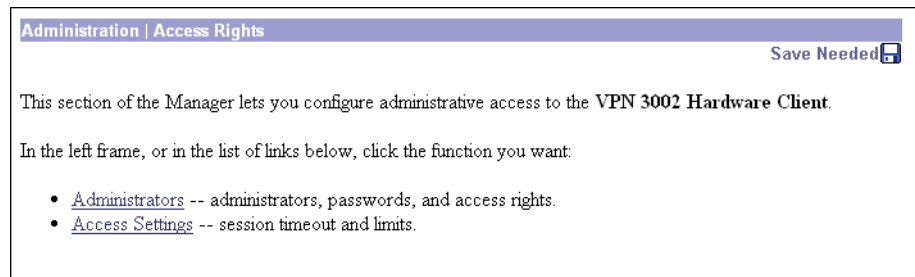 Administration | Access Rights
Save Needed
This section of the Manager lets you configure administrative access to the VPN 3002 Hardware Client.
In the left frame, or in the list of links below, click the function you want:
• Administrators -- administrators, passwords, and access rights.
• Access Settings -- session timeout and limits.